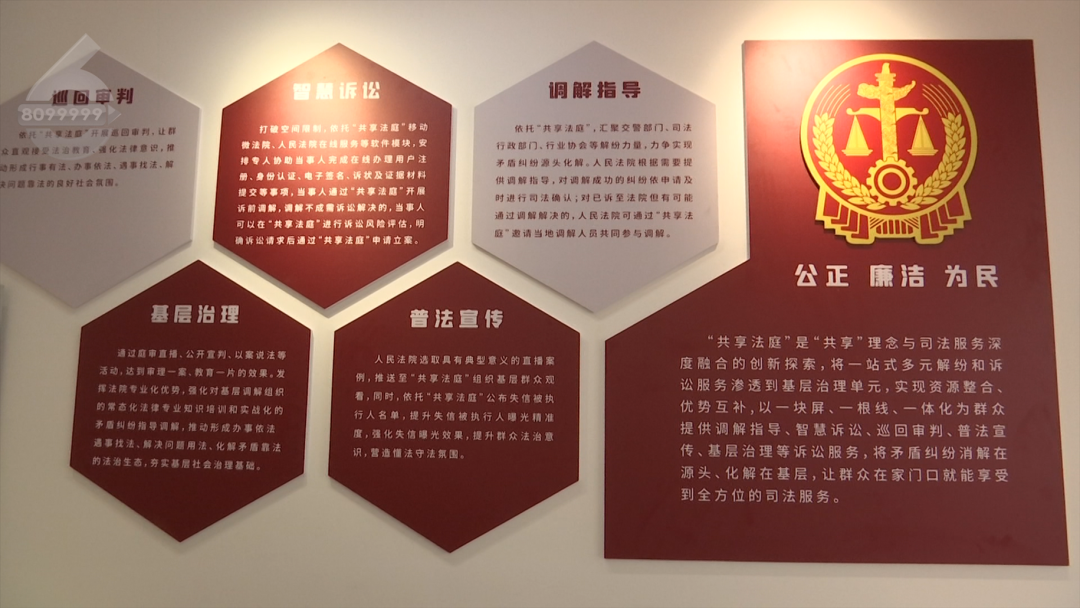 巡回审判
8099999
依托“共享法庭”开展巡回审判、让群
众直观接受法治教育、强化法律意识，推
动形成行事有法、办事依法、遇事找法、解
决问题靠法的良好社会氛围。
智慧诉讼
打破空间限制、依托“共享法庭”移动
微法院、人民法院在线服务等软件模块，安
排专人协助当事人完成在线办理用户注
册、身份认证、电子签名、诉状及证据材料
提交等事项，当事人通过“共享法庭”开展
诉前调解，调解不成需诉讼解决的，当事人
可以在“共享法庭”进行诉讼风险评估，明
确诉讼请求后通过“共享法庭”申请立案。
调解指导
依托“共享法庭”，汇聚交警部门、司法
行政部门、行业协会等解纷力量，力争实现
矛盾纠纷源头化解。人民法院根据需要提
供调解指导，对调解成功的纠纷依申请及
时进行司法确认；对已诉至法院但有可能
通过调解解决的，人民法院可通过“共享法
庭”邀请当地调解人员共同参与调解。
基层治理
通过庭审直播、公开宣判、以案说法等
活动，达到审理一案、教育一片的效果。发
挥法院专业化优势，强化对基层调解组织
的常态化法律专业知识培训和实战化的
矛盾纠纷指导调解，推动形成办事依法、
遇事找法、解决问题用法、化解矛盾靠法
的法治生态，夯实基层社会治理基础。
普法宣传
人民法院选取具有典型意义的直播案
例，推送至“共享法庭”组织基层群众观
看，同时，依托“共享法庭”公布失信被执
行人名单，提升失信被执行人曝光精准
度，强化失信曝光效果，提升群众法治意
识，营造懂法守法氛围。
公正 廉洁 为民
“共享法庭”是“共享”理念与司法服务深
度融合的创新探索，将一站式多元解纷和诉
讼服务渗透到基层治理单元，实现资源整合、
优势互补，以一块屏、一根线、一体化为群众
提供调解指导、智慧诉讼、巡回审判、普法宣
传、基层治理等诉讼服务，将矛盾纠纷消解在
源头、化解在基层，让群众在家门口就能享受
到全方位的司法服务。